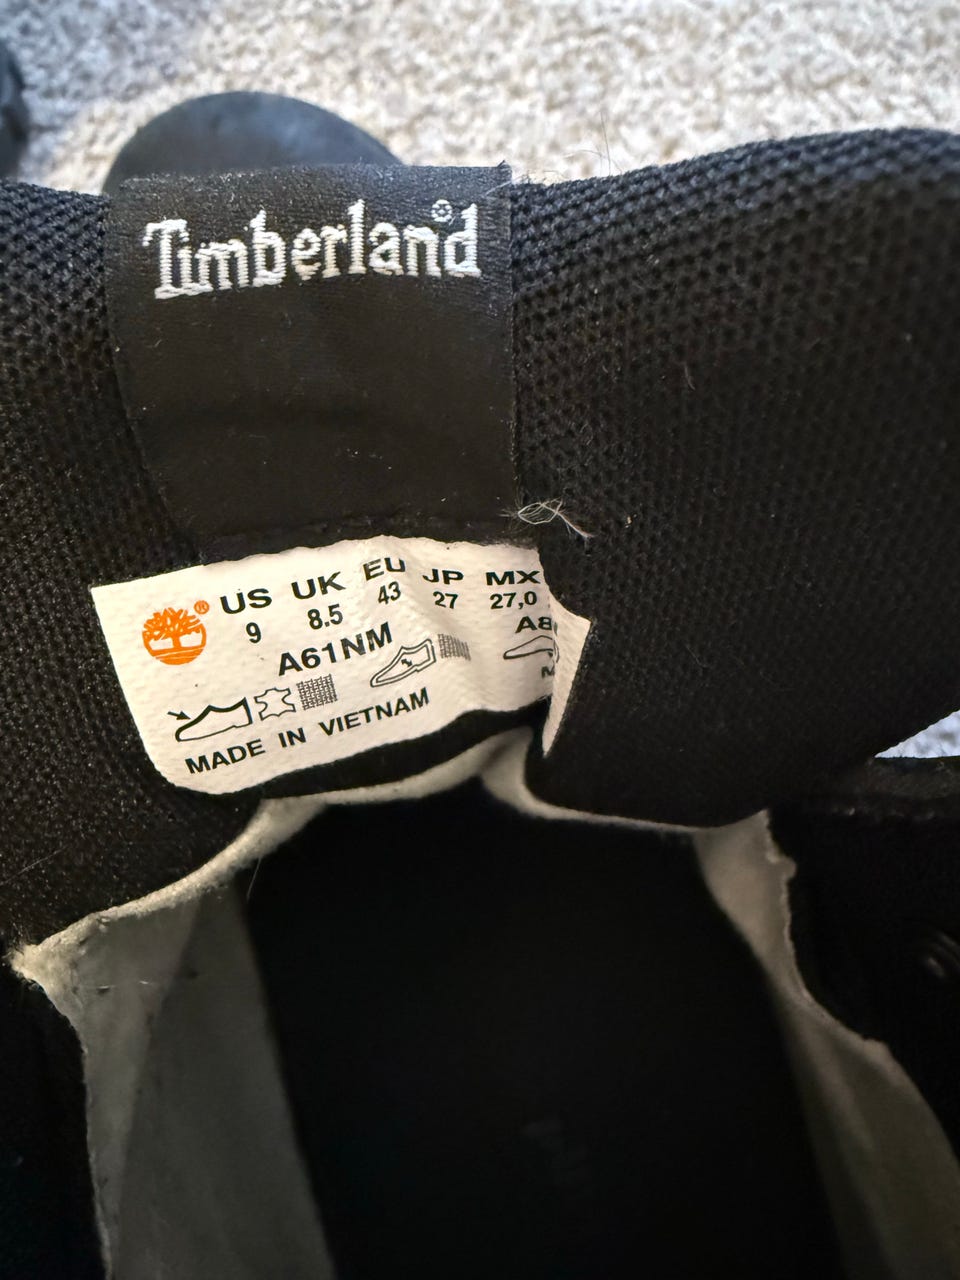 Timberland®
®
US UK EU JP MX
9 8.5 43 27 27,0
A61NM
MADE IN VIETNAM